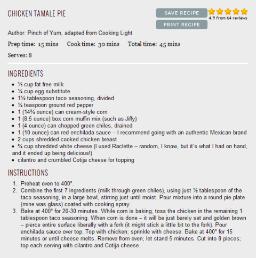 CHICKEN TAMALE PIE
SAVE RECIPE
PRINT RECIPE
4.7 from 64 reviews
Author: Pinch of Yum, adapted from Cooking Light
Prep time: 15 mins Cook time: 30 mins Total time: 45 mins
Serves: 8
INGREDIENTS
• ⅓ cup fat free milk
• ¼ cup egg substitute
• 1½ tablespoon taco seasoning, divided
• ¼ teaspoon ground red pepper
• 1 (14¾ ounce) can cream-style corn
• 1 (8.5 ounce) box corn muffin mix (such as Jiffy)
• 1 (4 ounce) can chopped green chiles, drained
• 1 (10 ounce) can red enchilada sauce – I recommend going with an authentic Mexican brand
• 2 cups shredded cooked chicken breast
• ¾ cup shredded white cheese (I used Raclette – random, I know, but it's what I had on hand,
and it ended up being delicious!)
• cilantro and crumbled Cotija cheese for topping
INSTRUCTIONS
1. Preheat oven to 400°.
2. Combine the first 7 ingredients (milk through green chiles), using just ½ tablespoon of the
taco seasoning, in a large bowl, stirring just until moist. Pour mixture into a round pie plate
(mine was glass) coated with cooking spray.
3. Bake at 400° for 20-30 minutes. While corn is baking, toss the chicken in the remaining 1
tablespoon taco seasoning. When corn is done – it will be just barely set and golden brown
– pierce entire surface liberally with a fork (it might stick a little bit to the fork). Pour
enchilada sauce over top. Top with chicken; sprinkle with cheese. Bake at 400° for 15
minutes or until cheese melts. Remove from oven; let stand 5 minutes. Cut into 8 pieces;
top each serving with cilantro and Cotija cheese